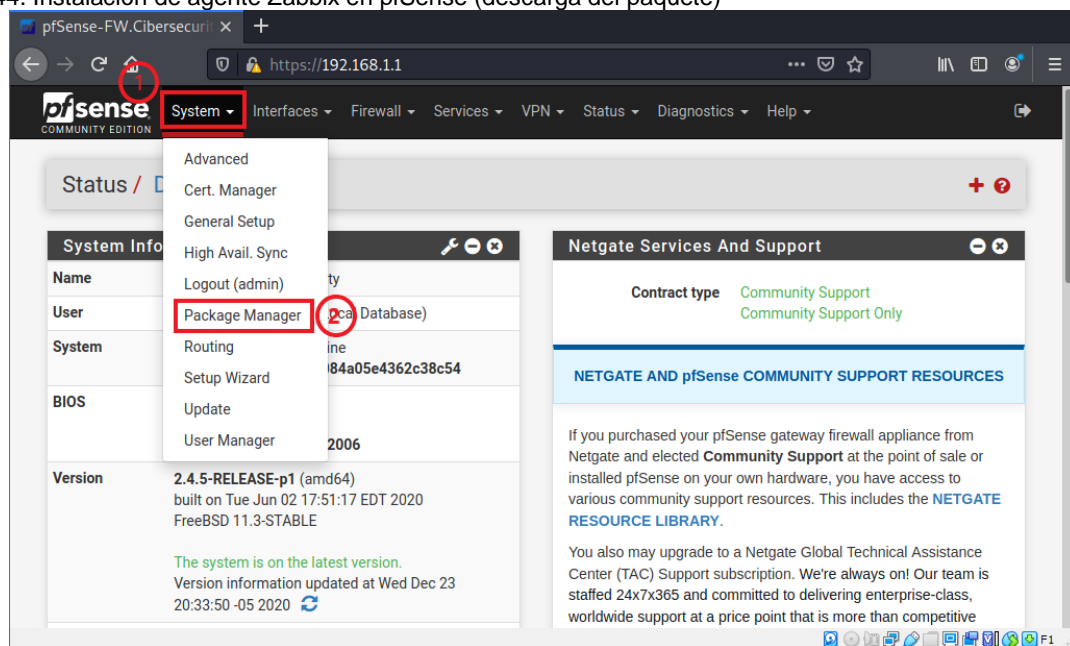 44. Instalación de agente Zabbix en pfSense (descarga del paquete)
pfSense-FW.Cibersecurit
https://192.168.1.1
1
pfsense
COMMUNITY EDITION
System Interfaces Firewall Services VPN Status Diagnostics Help
Advanced
Cert. Manager
General Setup
High Avail. Sync
Logout (admin)
Package Manager
2
Routing
Setup Wizard
Update
User Manager
Status / D
System Info
Name ty
User ocal Database)
System ine
084a05e4362c38c54
BIOS
2006
Version 2.4.5-RELEASE-p1 (amd64)
built on Tue Jun 02 17:51:17 EDT 2020
FreeBSD 11.3-STABLE
The system is on the latest version.
Version information updated at Wed Dec 23
20:33:50 -05 2020
Netgate Services And Support
Contract type Community Support
Community Support Only
NETGATE AND pfSense COMMUNITY SUPPORT RESOURCES
If you purchased your pfSense gateway firewall appliance from
Netgate and elected Community Support at the point of sale or
installed pfSense on your own hardware, you have access to
various community support resources. This includes the NETGATE
RESOURCE LIBRARY.
You also may upgrade to a Netgate Global Technical Assistance
Center (TAC) Support subscription. We're always on! Our team is
staffed 24x7x365 and committed to delivering enterprise-class,
worldwide support at a price point that is more than competitive
F1